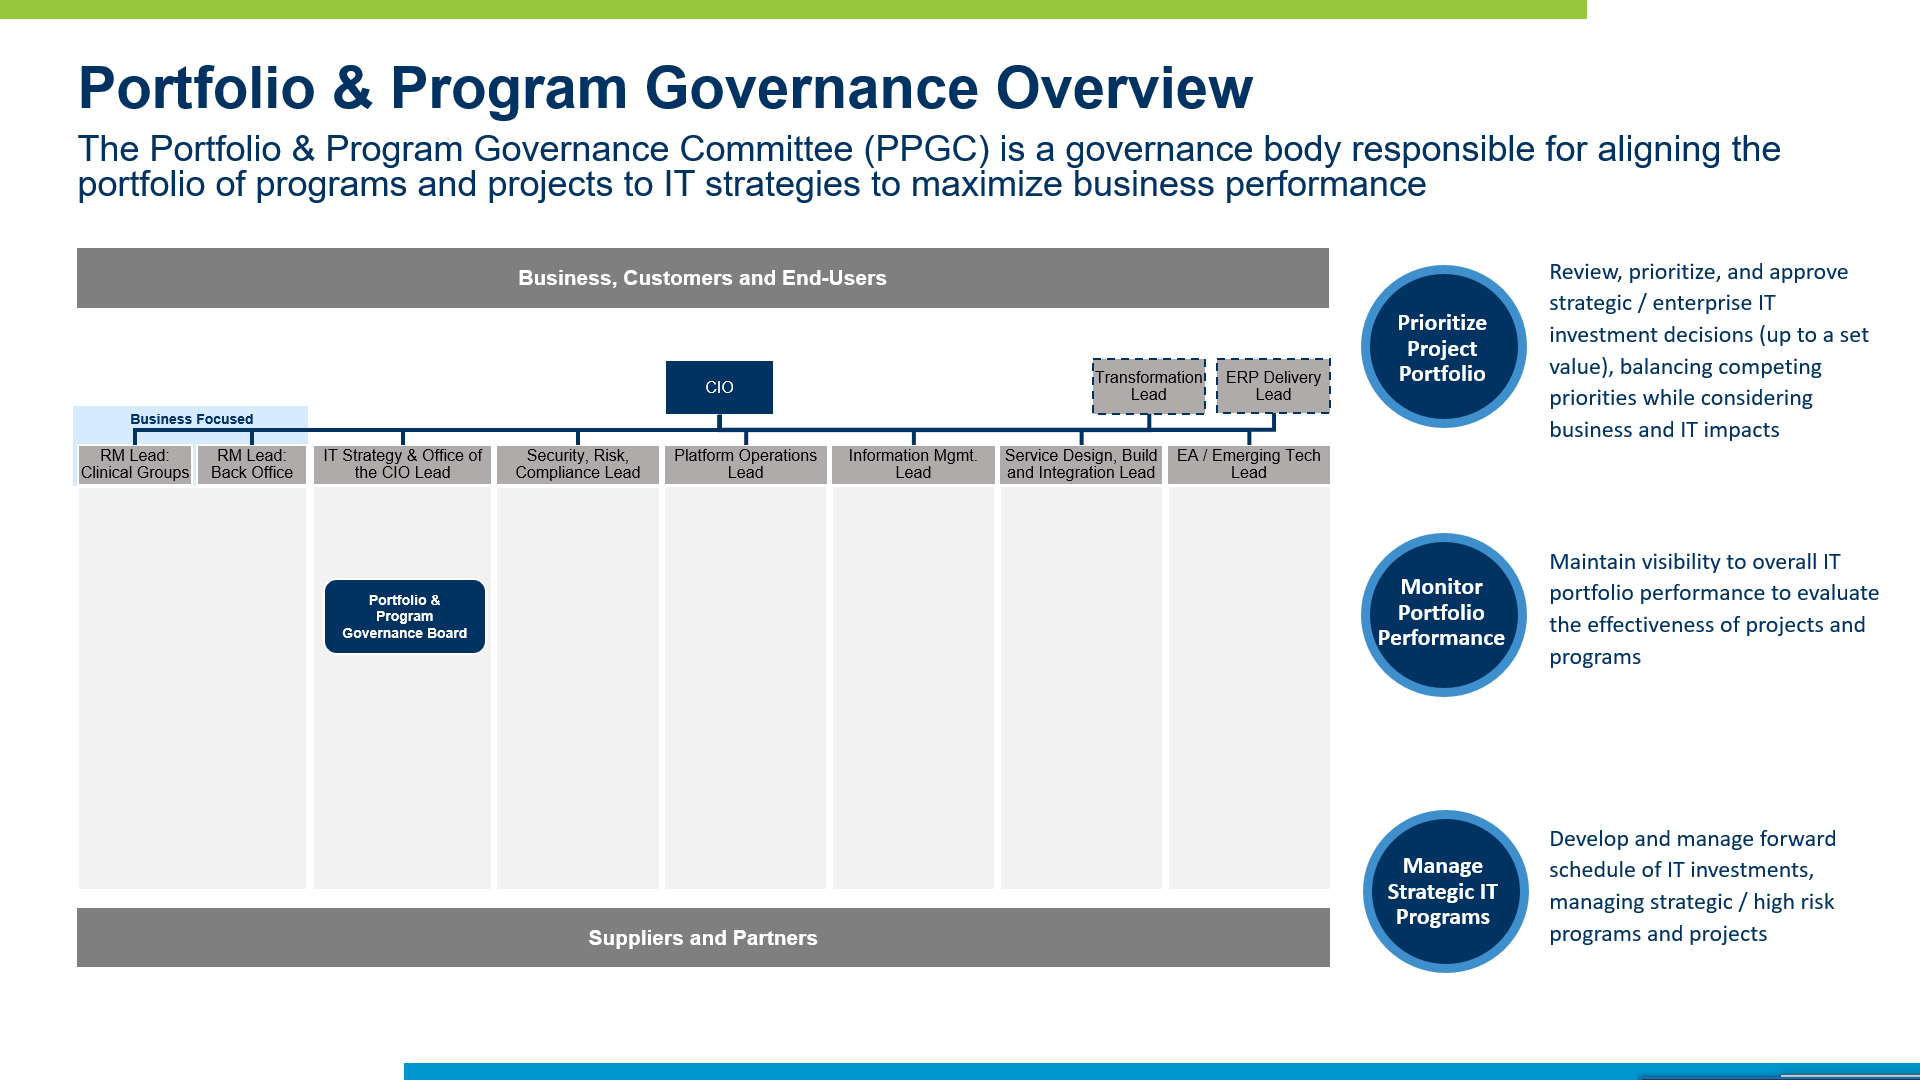 Portfolio & Program Governance Overview
The Portfolio & Program Governance Committee (PPGC) is a governance body responsible for aligning the
portfolio of programs and projects to IT strategies to maximize business performance
Business, Customers and End-Users
CIO
Transformation
Lead
ERP Delivery
Lead
Business Focused
RM Lead:
Clinical Groups
RM Lead:
Back Office
IT Strategy & Office of
the CIO Lead
Security, Risk,
Compliance Lead
Platform Operations
Lead
Information Mgmt.
Lead
Service Design, Build
and Integration Lead
EA / Emerging Tech
Lead
Portfolio &
Program
Governance Board
Suppliers and Partners
Prioritize
Project
Portfolio
Review, prioritize, and approve
strategic / enterprise IT
investment decisions (up to a set
value), balancing competing
priorities while considering
business and IT impacts
Monitor
Portfolio
Performance
Maintain visibility to overall IT
portfolio performance to evaluate
the effectiveness of projects and
programs
Manage
Strategic IT
Programs
Develop and manage forward
schedule of IT investments,
managing strategic / high risk
programs and projects